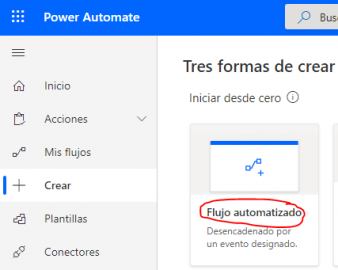 Power Automate
Bus
Tres formas de crear
Inicio
Iniciar desde cero
Acciones
Mis flujos
Crear
Flujo automatizado
Plantillas
Desencadenado por
un evento designado.
Conectores